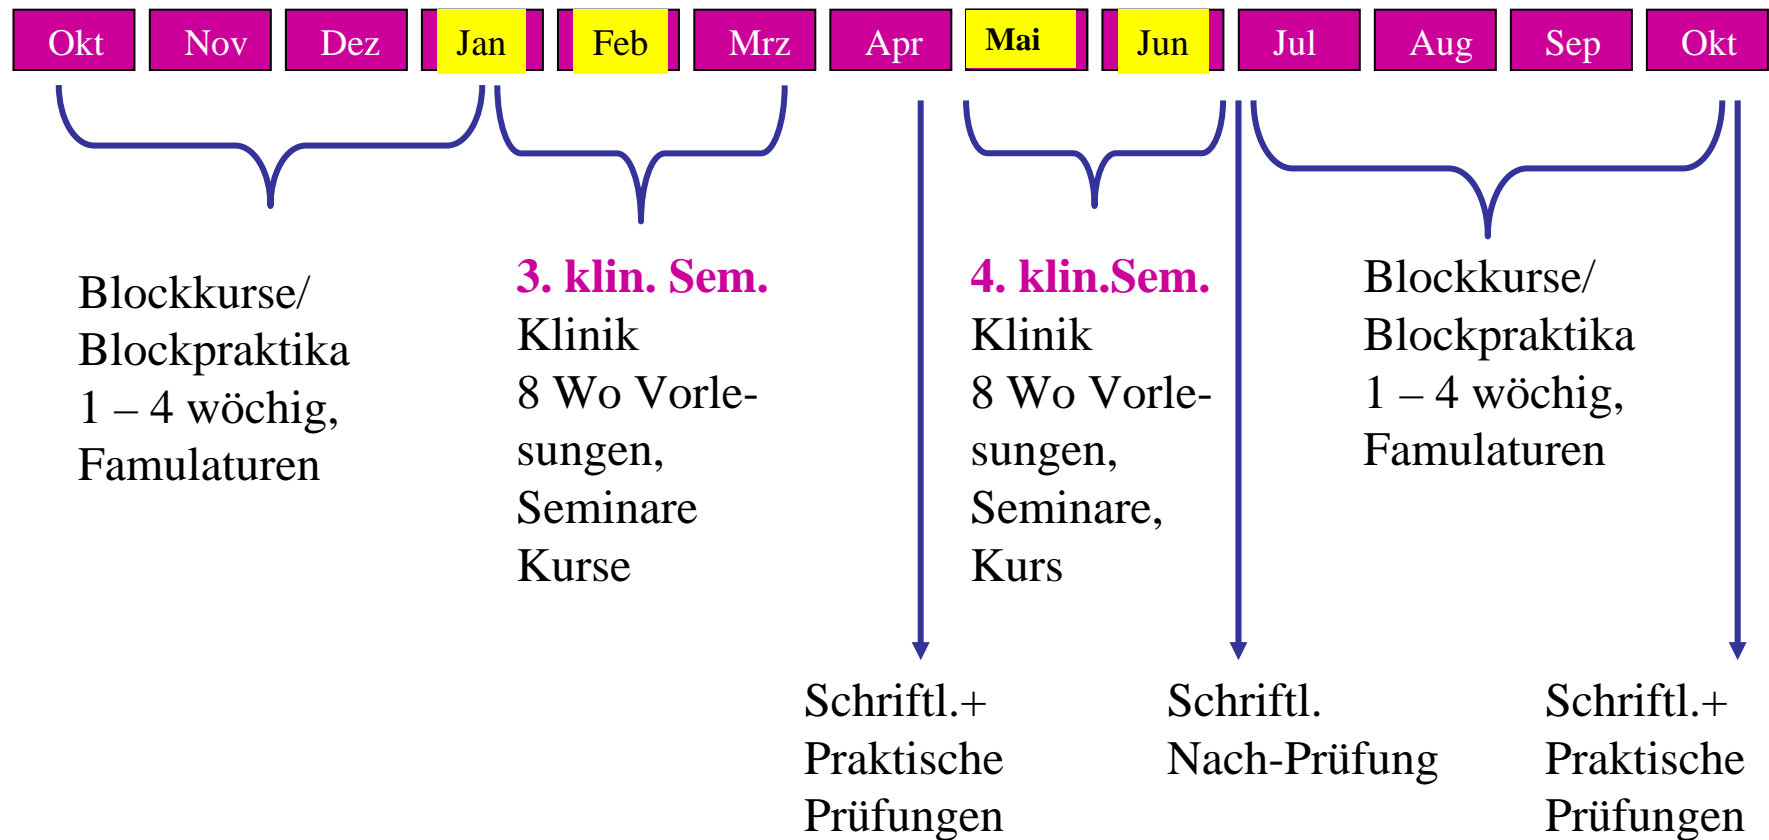 Okt Nov Dez Jan Feb Mrz Apr Mai Jun Jul Aug Sep Okt
Blockkurse/
Blockpraktika
1 – 4 wöchig,
Famulaturen
3. klin. Sem.
Klinik
8 Wo Vorle-
sungen,
Seminare
Kurse
4. klin.Sem.
Klinik
8 Wo Vorle-
sungen,
Seminare,
Kurs
Blockkurse/
Blockpraktika
1 – 4 wöchig,
Famulaturen
Schriftl.+
Praktische
Prüfungen
Schriftl.
Nach-Prüfung
Schriftl.+
Praktische
Prüfungen